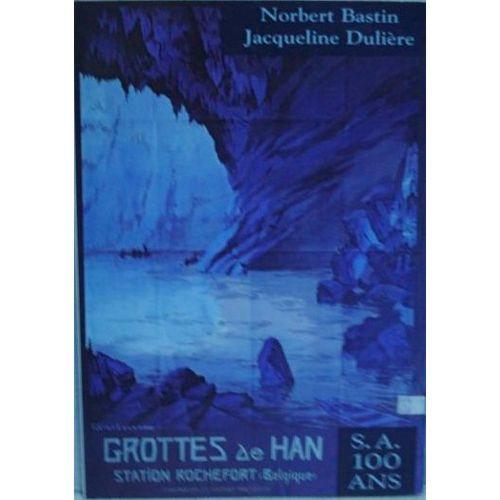 Norbert Bastin
Jacqueline Dulière
GROTTES de HAN
STATION ROCHEFORT (Belgique)
S. A.
100
ANS